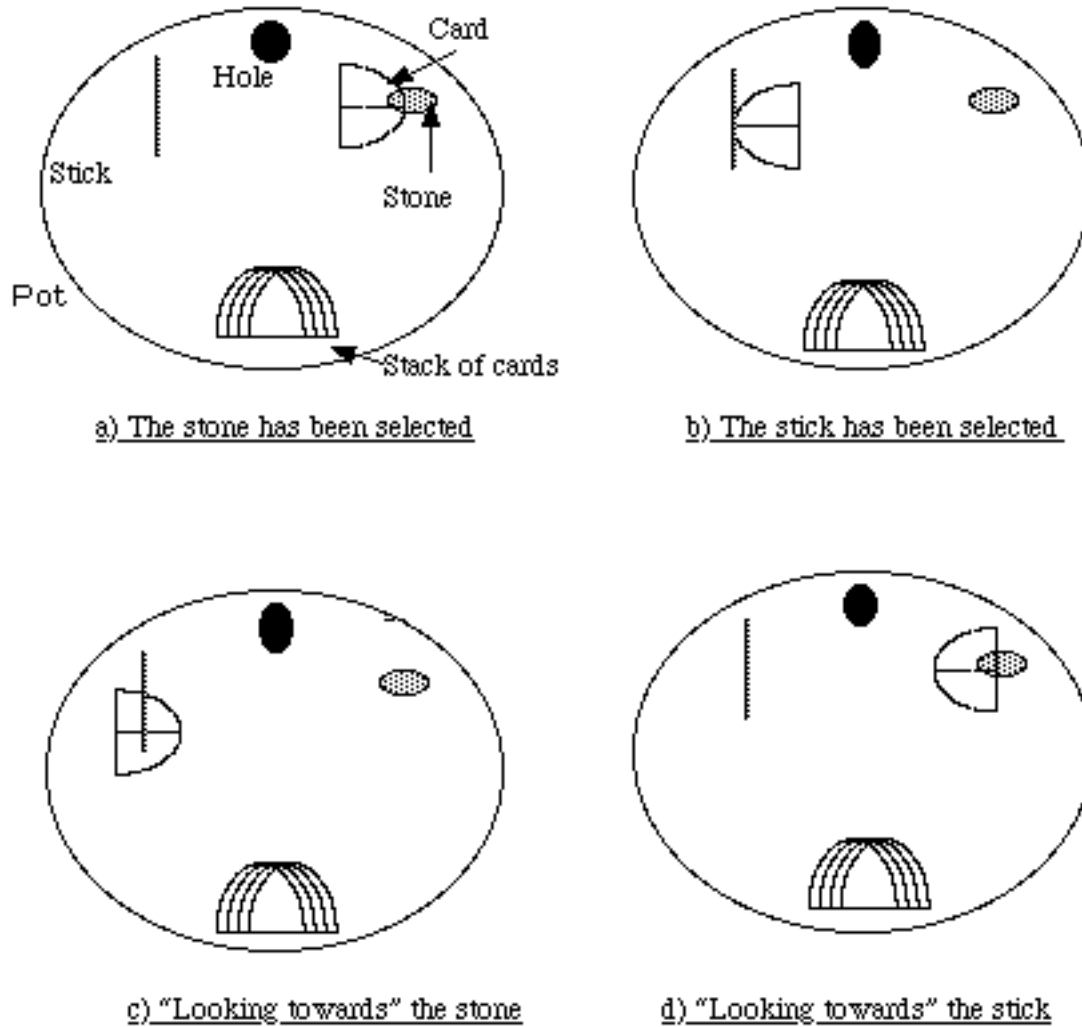 Card
Hole
Stick
Stone
Pot
Stack of cards
a) The stone has been selected
b) The stick has been selected
c) "Looking towards" the stone
d) "Looking towards" the stick